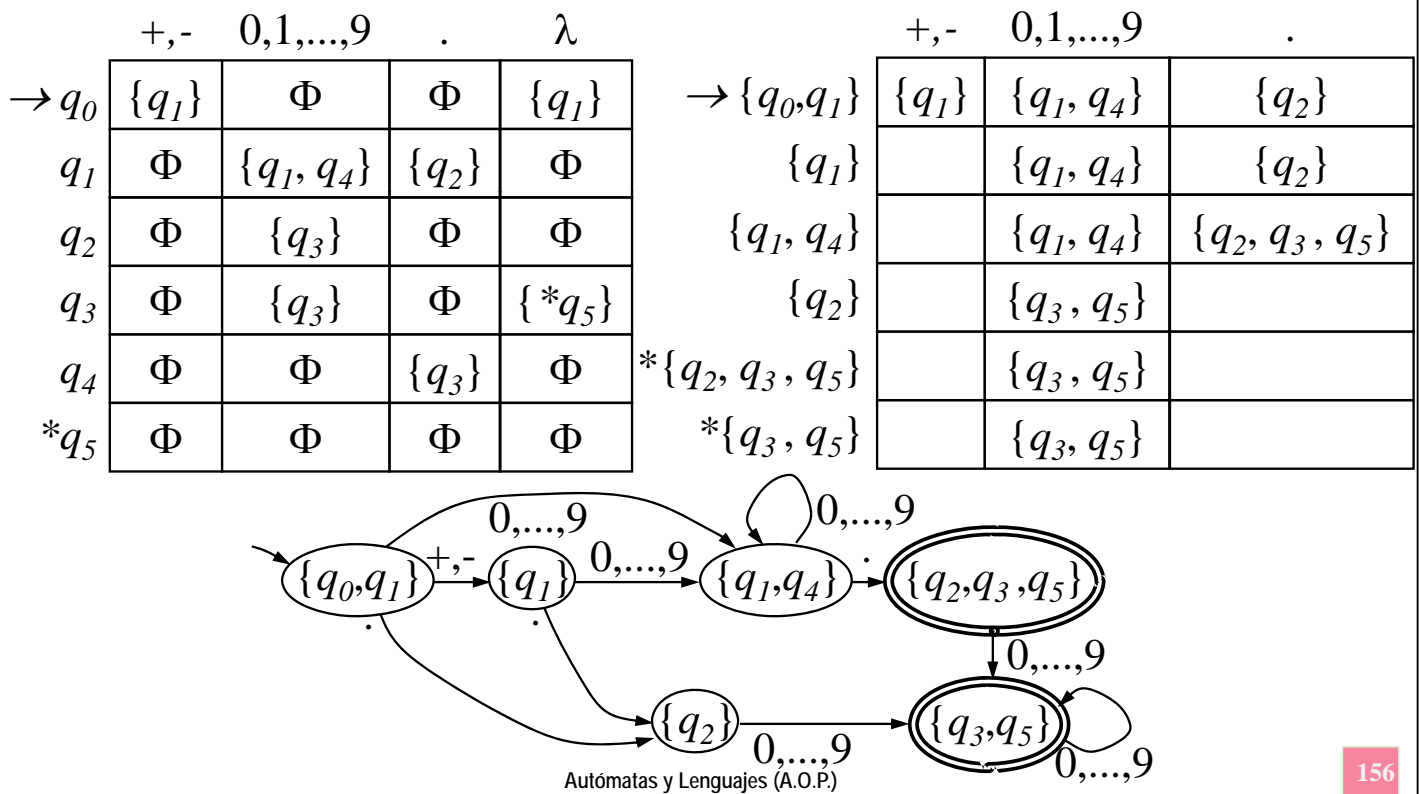 +,- 0,1,...,9 . λ
→ q0 {q1} Φ Φ {q1}
q1 Φ {q1, q4} {q2} Φ
q2 Φ {q3} Φ Φ
q3 Φ {q3} Φ {*q5}
q4 Φ Φ {q3} Φ
*q5 Φ Φ Φ Φ
+,- 0,1,...,9 .
→ {q0,q1} {q1} {q1, q4} {q2}
{q1} {q1, q4} {q2}
{q1, q4} {q1, q4} {q2, q3 , q5}
{q2} {q3 , q5}
*{q2, q3 , q5} {q3 , q5}
*{q3 , q5} {q3, q5}
0,...,9 0,...,9
+,- 0,...,9 .
{q0,q1} {q1} {q1,q4} {q2,q3 ,q5}
. .
0,...,9
{q2} {q3,q5}
0,...,9 0,...,9
Autómatas y Lenguajes (A.O.P.)
156